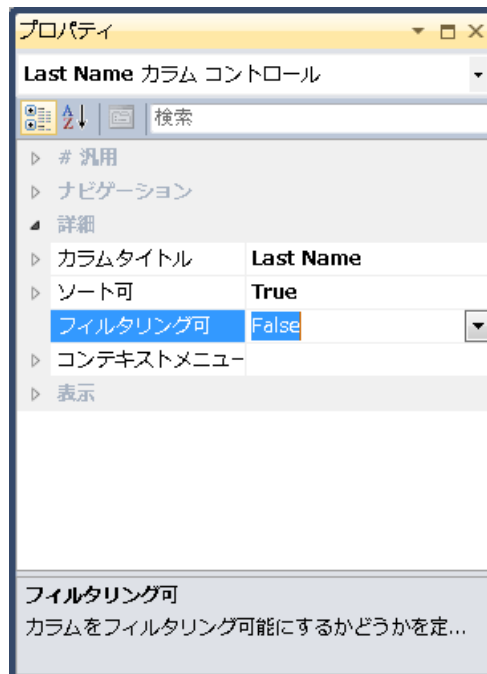 プロパティ
Last Name カラム コントロール
検索
# 汎用
ナビゲーション
詳細
カラムタイトル Last Name
ソート可 True
フィルタリング可 False
コンテキストメニュー
表示
フィルタリング可
カラムをフィルタリング可能にするかどうかを定...